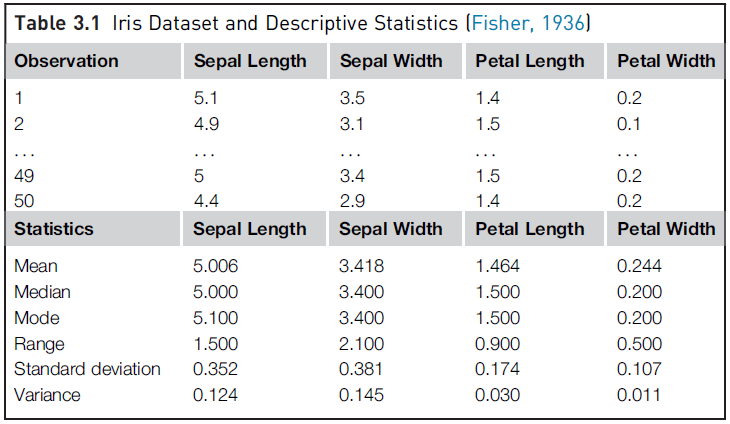 Table 3.1 Iris Dataset and Descriptive Statistics (Fisher, 1936)
Observation Sepal Length Sepal Width Petal Length Petal Width
1 5.1 3.5 1.4 0.2
2 4.9 3.1 1.5 0.1
... ... ... ... ...
49 5 3.4 1.5 0.2
50 4.4 2.9 1.4 0.2
Statistics Sepal Length Sepal Width Petal Length Petal Width
Mean 5.006 3.418 1.464 0.244
Median 5.000 3.400 1.500 0.200
Mode 5.100 3.400 1.500 0.200
Range 1.500 2.100 0.900 0.500
Standard deviation 0.352 0.381 0.174 0.107
Variance 0.124 0.145 0.030 0.011